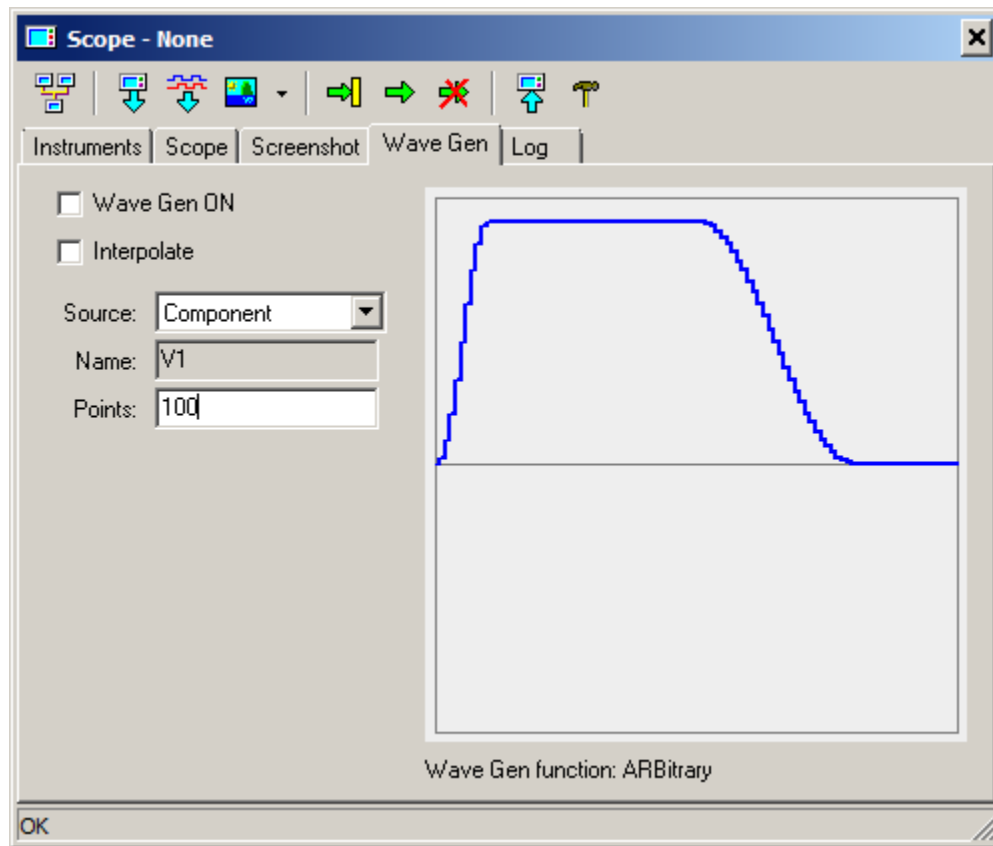 Scope - None
Instruments Scope Screenshot Wave Gen Log
Wave Gen ON
Interpolate
Source: Component
Name: V1
Points: 100
Wave Gen function: ARBitrary
OK